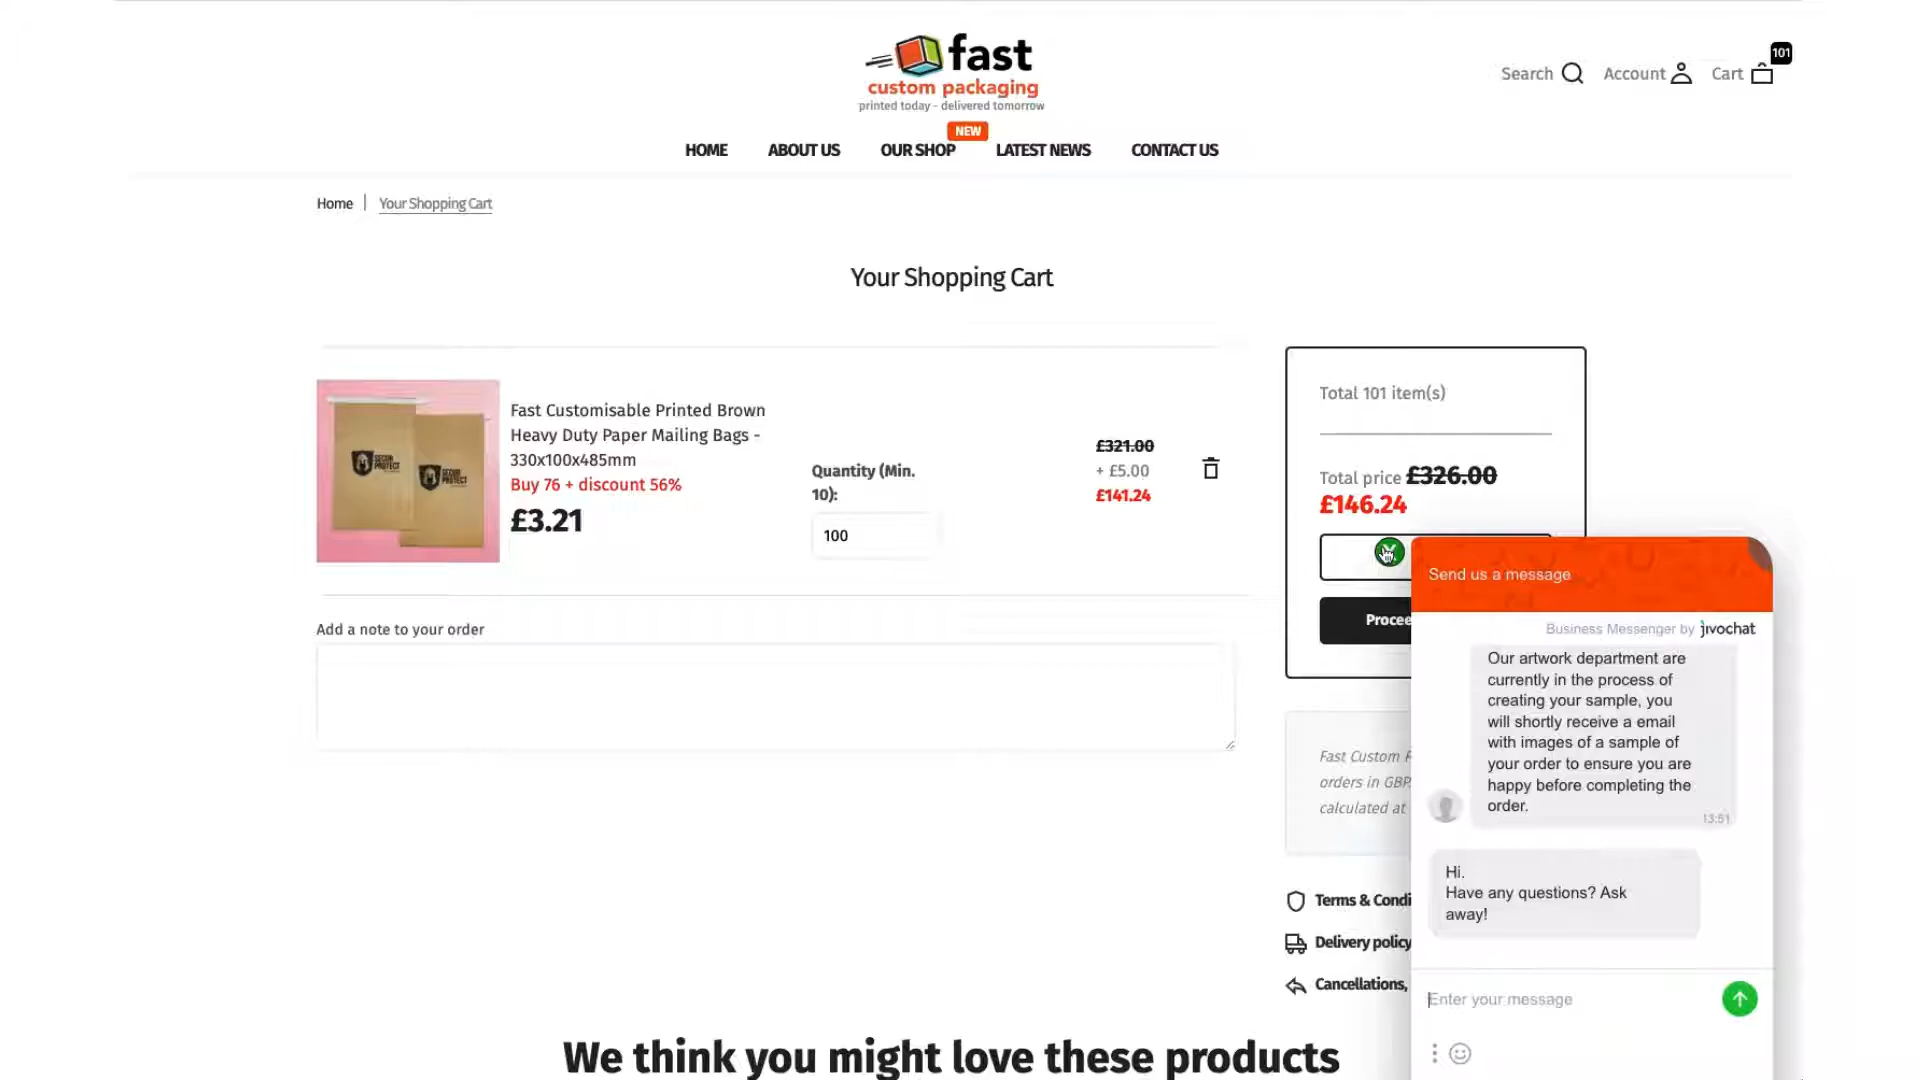 fast
custom packaging
printed today - delivered tomorrow
Search
Account
Cart
101
NEW
HOME
ABOUT US
OUR SHOP
LATEST NEWS
CONTACT US
Home
Your Shopping Cart
Your Shopping Cart
Fast Customisable Printed Brown
Heavy Duty Paper Mailing Bags -
330x100x485mm
Buy 76 + discount 56%
£3.21
SECUR
PROTECT
SECUR
PROTECT
Quantity (Min.
10):
100
£321.00
+ £5.00
£141.24
Total 101 item(s)
Total price £326.00
£146.24
Procee
Add a note to your order
Fast Custom
orders in GBP
calculated at
Terms & Condi
Delivery policy
Cancellations,
Send us a message
Business Messenger by jivochat
Our artwork department are
currently in the process of
creating your sample, you
will shortly receive a email
with images of a sample of
your order to ensure you are
happy before completing the
order.
13:51
Hi.
Have any questions? Ask
away!
Enter your message
We think you might love these products